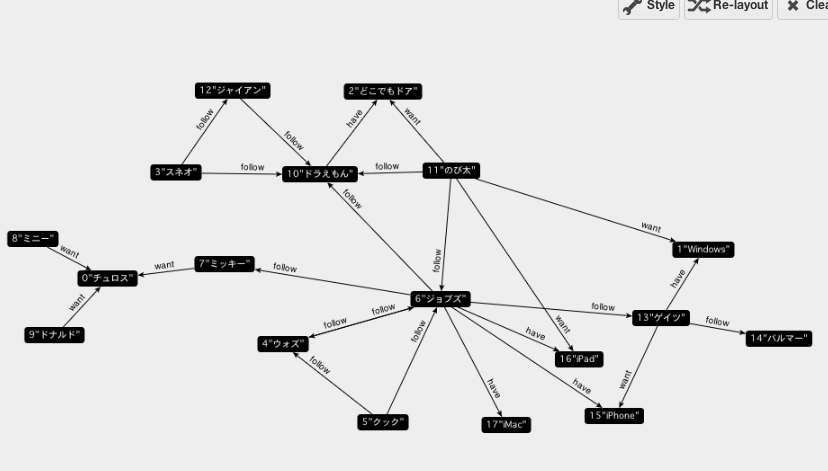 Style
Re-layout
Clea
12"ジャイアン"
2"どこでもドア"
follow
follow
have
want
3"スネオ"
follow
10"ドラえもん"
follow
11"のび太"
follow
want
8"ミニー"
want
0"チュロス"
want
7"ミッキー"
follow
follow
1"Windows"
have
want
9"ドナルド"
6"ジョブズ"
follow
follow
follow
13"ゲイツ"
follow
14"バルマー"
4"ウォズ"
follow
follow
have
want
16"iPad"
have
have
want
5"クック"
17"iMac"
15"iPhone"